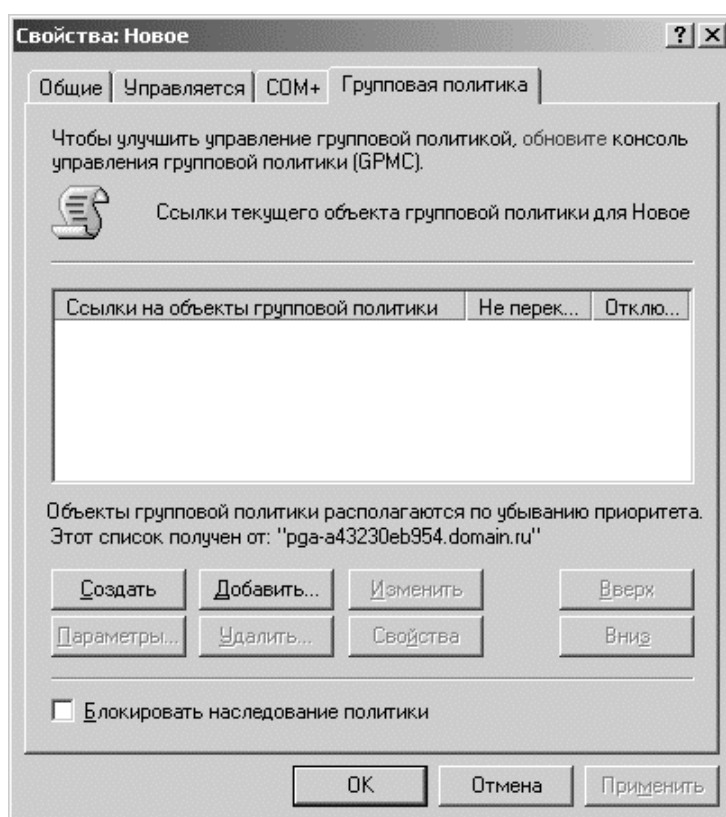 Свойства: Новое
Общие Управляется COM+ Групповая политика
Чтобы улучшить управление групповой политикой, обновите консоль
управления групповой политики (GPMC).
Ссылки текущего объекта групповой политики для Новое
Ссылки на объекты групповой политики Не перек... Отклю...
Объекты групповой политики располагаются по убыванию приоритета.
Этот список получен от: "pga-a43230eb954.domain.ru"
Создать Добавить... Изменить Вверх
Параметры... Удалить... Свойства Вниз
Блокировать наследование политики
OK Отмена Применить